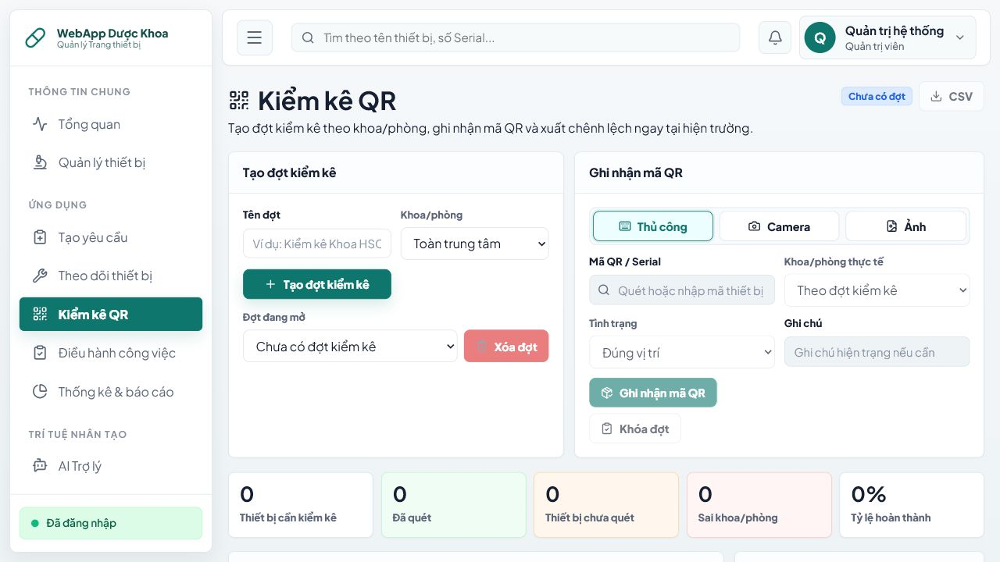 WebApp Dược Khoa
Quản lý Trang thiết bị
THÔNG TIN CHUNG
Tổng quan
Quản lý thiết bị
ỨNG DỤNG
Tạo yêu cầu
Theo dõi thiết bị
Kiểm kê QR
Điều hành công việc
Thống kê & báo cáo
TRÍ TUỆ NHÂN TẠO
AI Trợ lý
Đã đăng nhập
Tìm theo tên thiết bị, số Serial...
Q
Quản trị hệ thống
Quản trị viên
Kiểm kê QR
Tạo đợt kiểm kê theo khoa/phòng, ghi nhận mã QR và xuất chênh lệch ngay tại hiện trường.
Chưa có đợt
CSV
Tạo đợt kiểm kê
Tên đợt
Khoa/phòng
Ví dụ: Kiểm kê Khoa HSC
Toàn trung tâm
Tạo đợt kiểm kê
Đợt đang mở
Chưa có đợt kiểm kê
Xóa đợt
Ghi nhận mã QR
Thủ công
Camera
Ảnh
Mã QR / Serial
Khoa/phòng thực tế
Quét hoặc nhập mã thiết bị
Theo đợt kiểm kê
Tình trạng
Ghi chú
Đúng vị trí
Ghi chú hiện trạng nếu cần
Ghi nhận mã QR
Khóa đợt
0
Thiết bị cần kiểm kê
0
Đã quét
0
Thiết bị chưa quét
0
Sai khoa/phòng
0%
Tỷ lệ hoàn thành